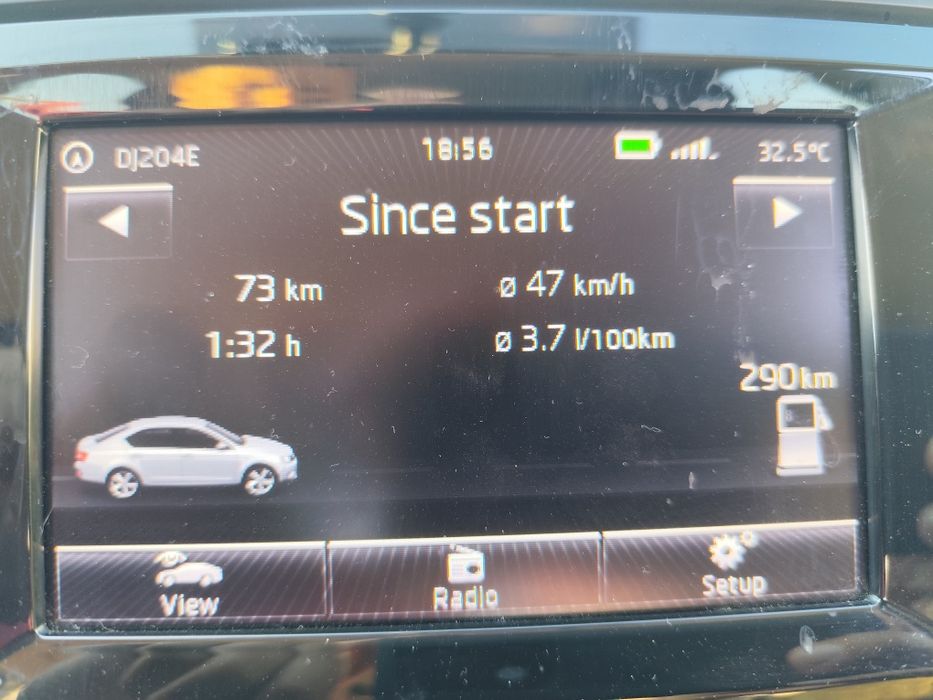 DJ204E 18:56 32.5°C
Since start
73 km ø 47 km/h
1:32 h ø 3.7 l/100km
290km
View Radio Setup